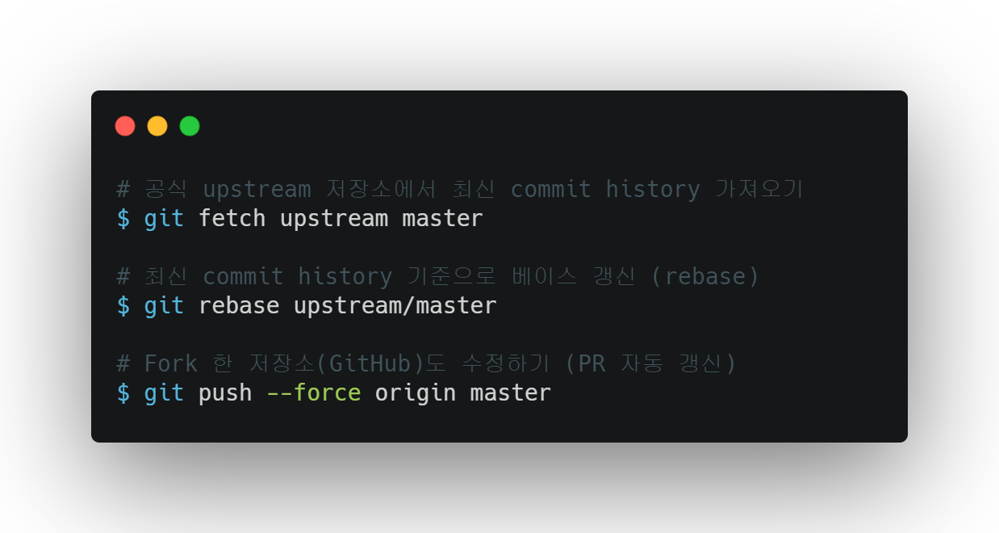 # 공식 upstream 저장소에서 최신 commit history 가져오기
$ git fetch upstream master
# 최신 commit history 기준으로 베이스 갱신 (rebase)
$ git rebase upstream/master
# Fork 한 저장소(GitHub)도 수정하기 (PR 자동 갱신)
$ git push --force origin master